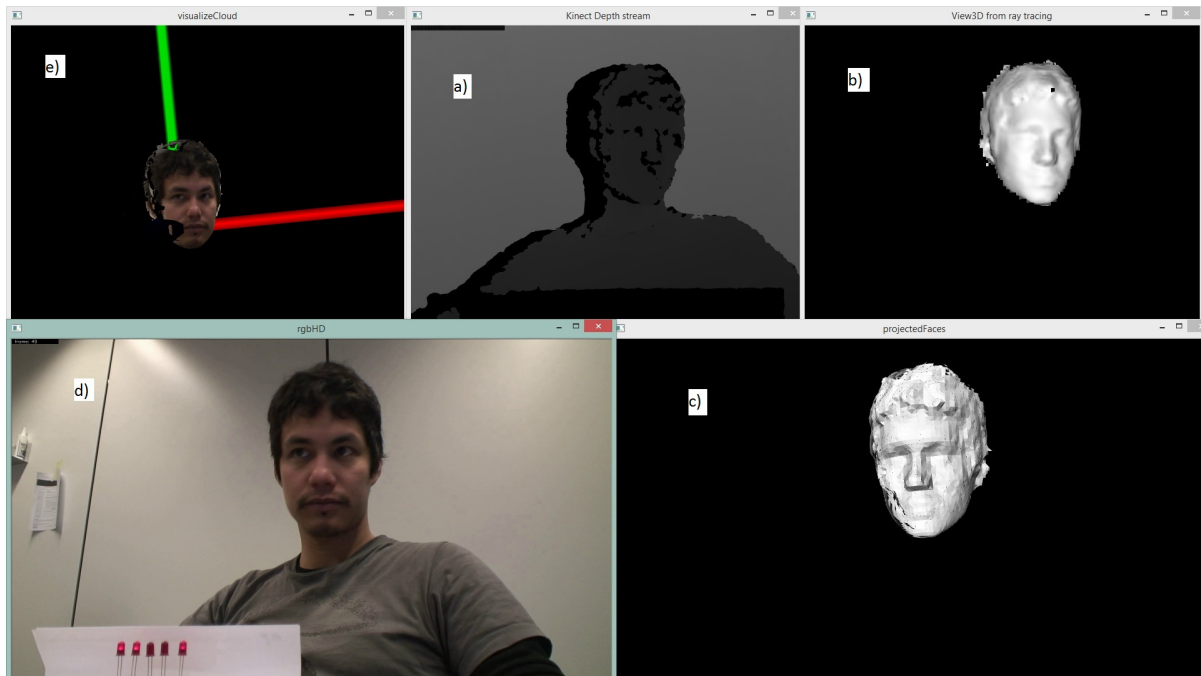 visualizeCloud
Kinect Depth stream
View3D from ray tracing
e)
a)
b)
rgbHD
projectedFaces
d)
c)